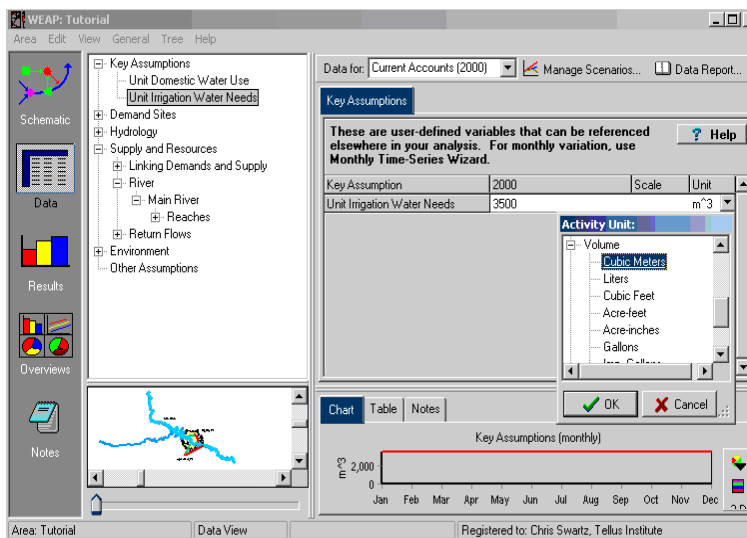 WEAP: Tutorial
Area Edit View General Tree Help
Schematic
Data
Results
Overviews
Notes
Key Assumptions
Unit Domestic Water Use
Unit Irrigation Water Needs
Demand Sites
Hydrology
Supply and Resources
Linking Demands and Supply
River
Main River
Reaches
Return Flows
Environment
Other Assumptions
Data for: Current Accounts (2000) Manage Scenarios... Data Report...
Key Assumptions
These are user-defined variables that can be referenced
elsewhere in your analysis. For monthly variation, use
Monthly Time-Series Wizard.
? Help
Key Assumption 2000 Scale Unit
Unit Irrigation Water Needs 3500 m^3
Activity Unit:
Volume
Cubic Meters
Liters
Cubic Feet
Acre-feet
Acre-inches
Gallons
OK Cancel
Chart Table Notes
Key Assumptions (monthly)
m^3
2,000
0
Jan Feb Mar Apr May Jun Jul Aug Sep Oct Nov Dec
Area: Tutorial Data View Registered to: Chris Swartz, Tellus Institute